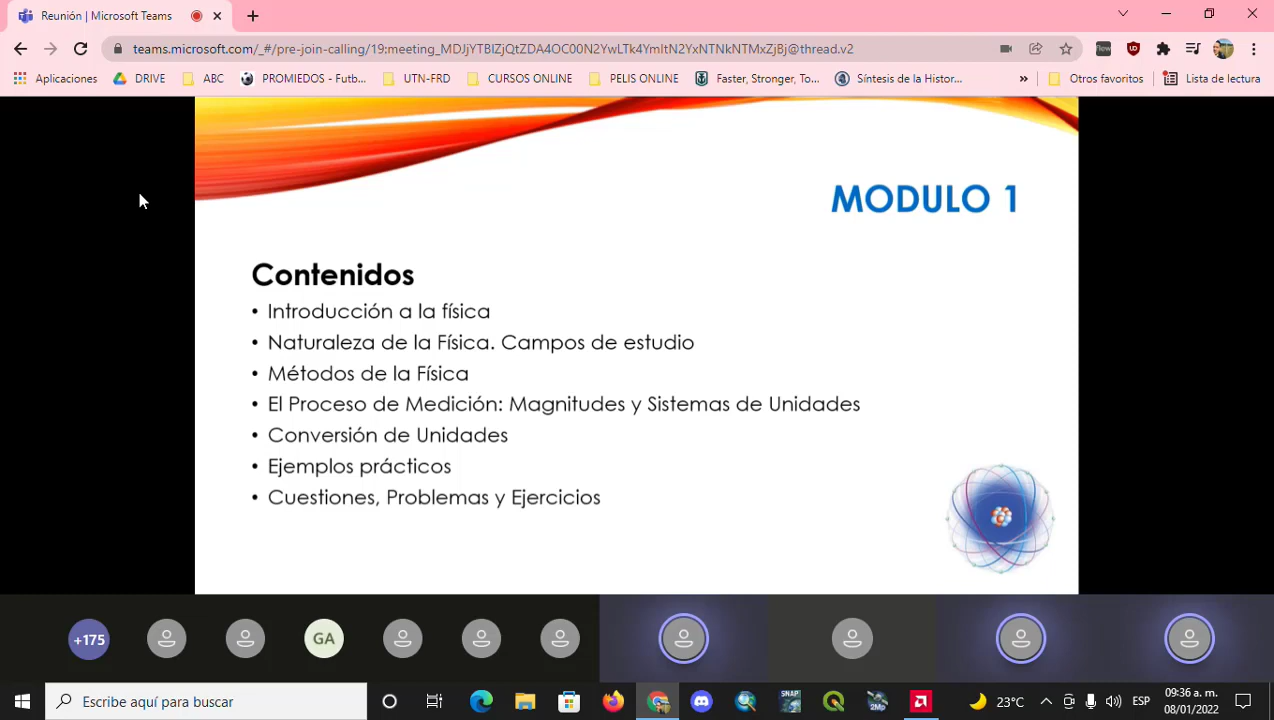 Reunión | Microsoft Teams
teams.microsoft.com/_#/pre-join-calling/19:meeting_MDJjYTBlZjQtZDA4OC00N2YwLTk4YmItN2YxNTNkNTMxZjBj@thread.v2
Aplicaciones DRIVE ABC PROMIEDOS - Futb... UTN-FRD CURSOS ONLINE PELIS ONLINE Faster, Stronger, To... Síntesis de la Histor... » Otros favoritos Lista de lectura
MODULO 1
Contenidos
• Introducción a la física
• Naturaleza de la Física. Campos de estudio
• Métodos de la Física
• El Proceso de Medición: Magnitudes y Sistemas de Unidades
• Conversión de Unidades
• Ejemplos prácticos
• Cuestiones, Problemas y Ejercicios
+175 GA
Escribe aquí para buscar
SNAP
2Mp
23°C
ESP
09:36 a. m.
08/01/2022